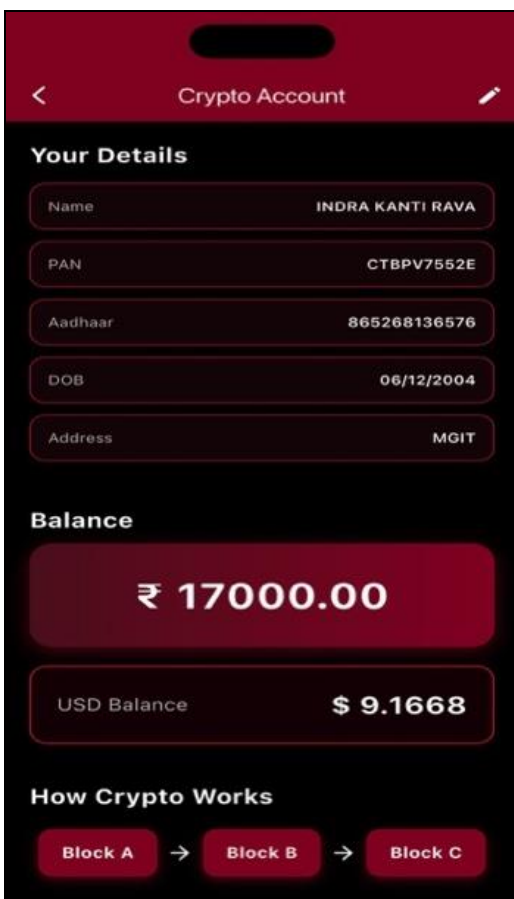 Crypto Account
Your Details
Name INDRA KANTI RAVA
PAN CTBPV7552E
Aadhaar 865268136576
DOB 06/12/2004
Address MGIT
Balance
₹ 17000.00
USD Balance $ 9.1668
How Crypto Works
Block A → Block B → Block C